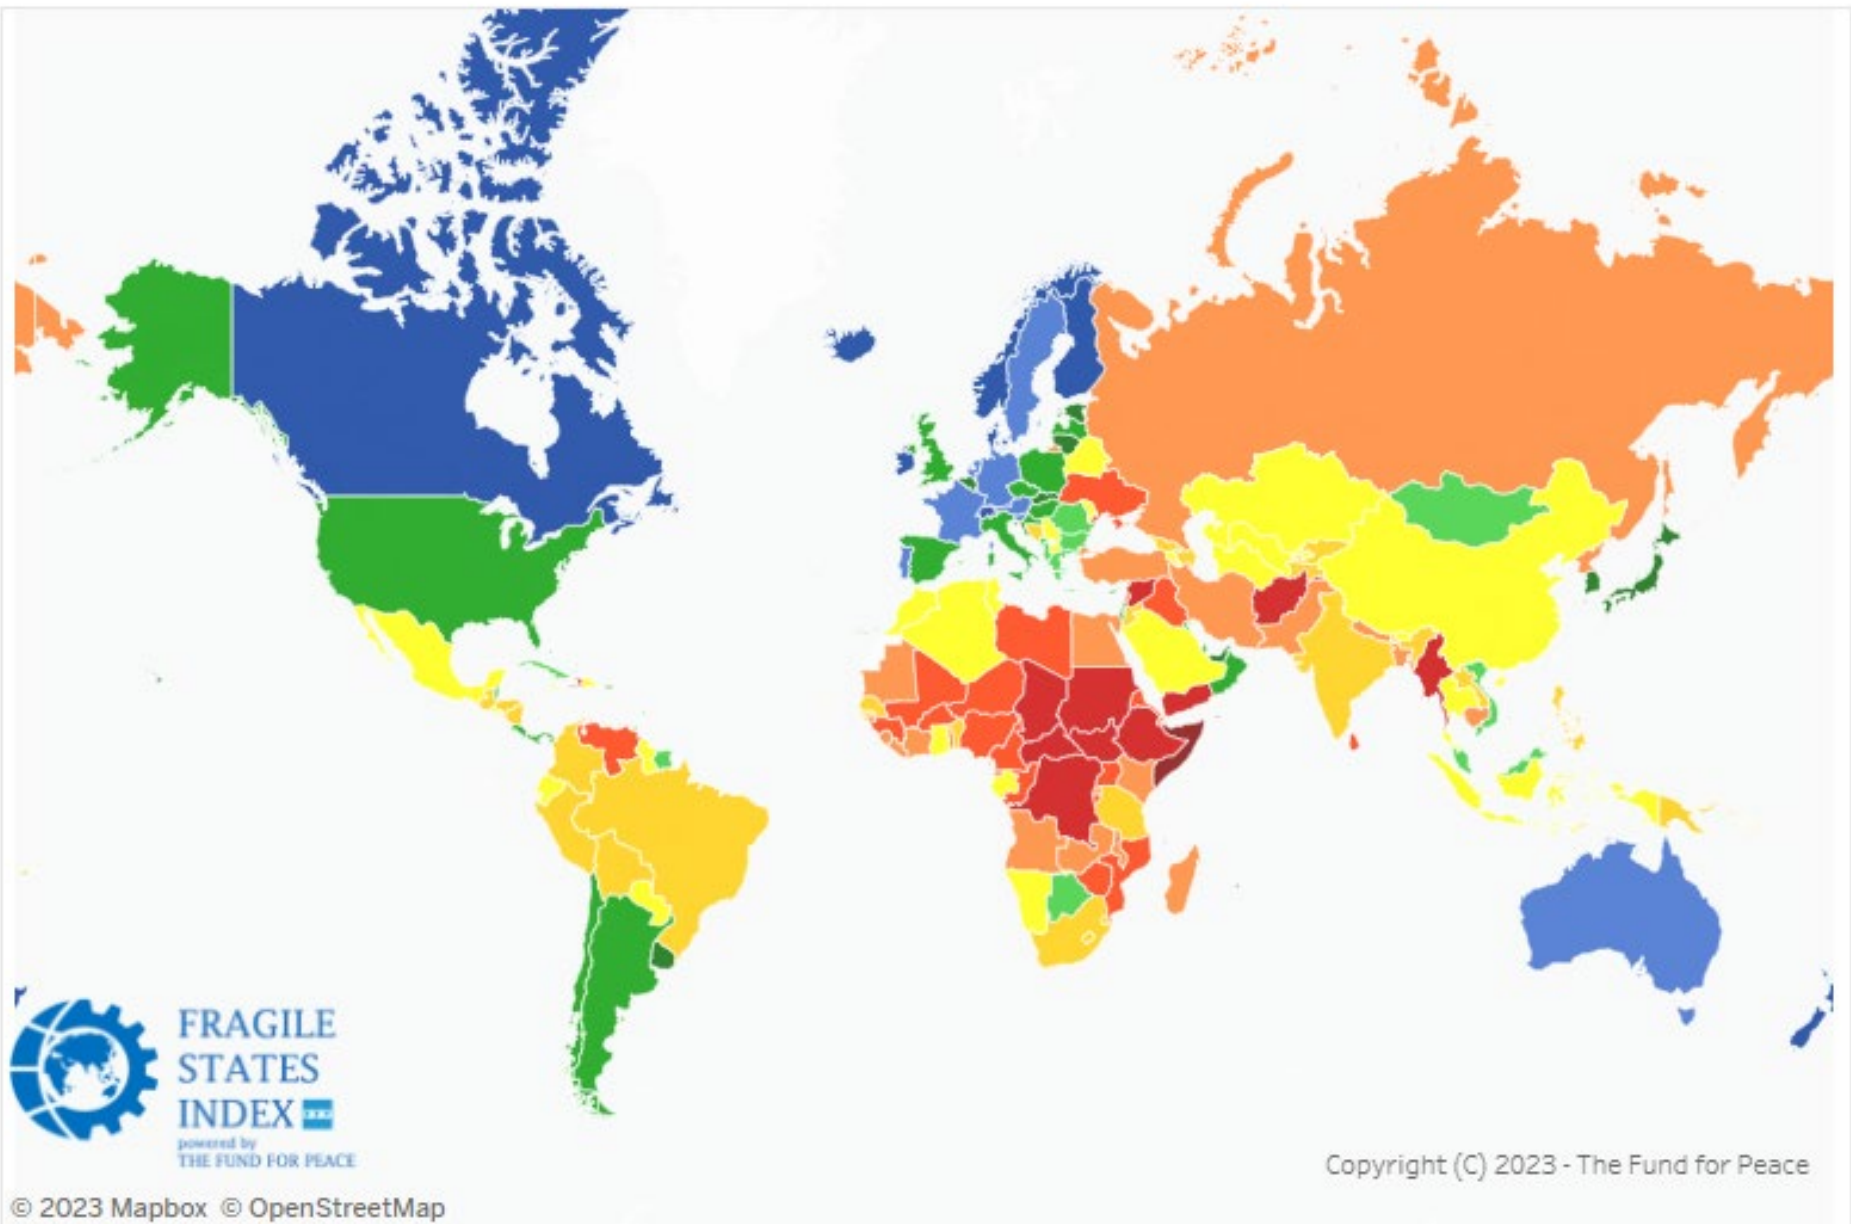 FRAGILE
STATES
INDEX
powered by
THE FUND FOR PEACE
Copyright (C) 2023 - The Fund for Peace
© 2023 Mapbox © OpenStreetMap